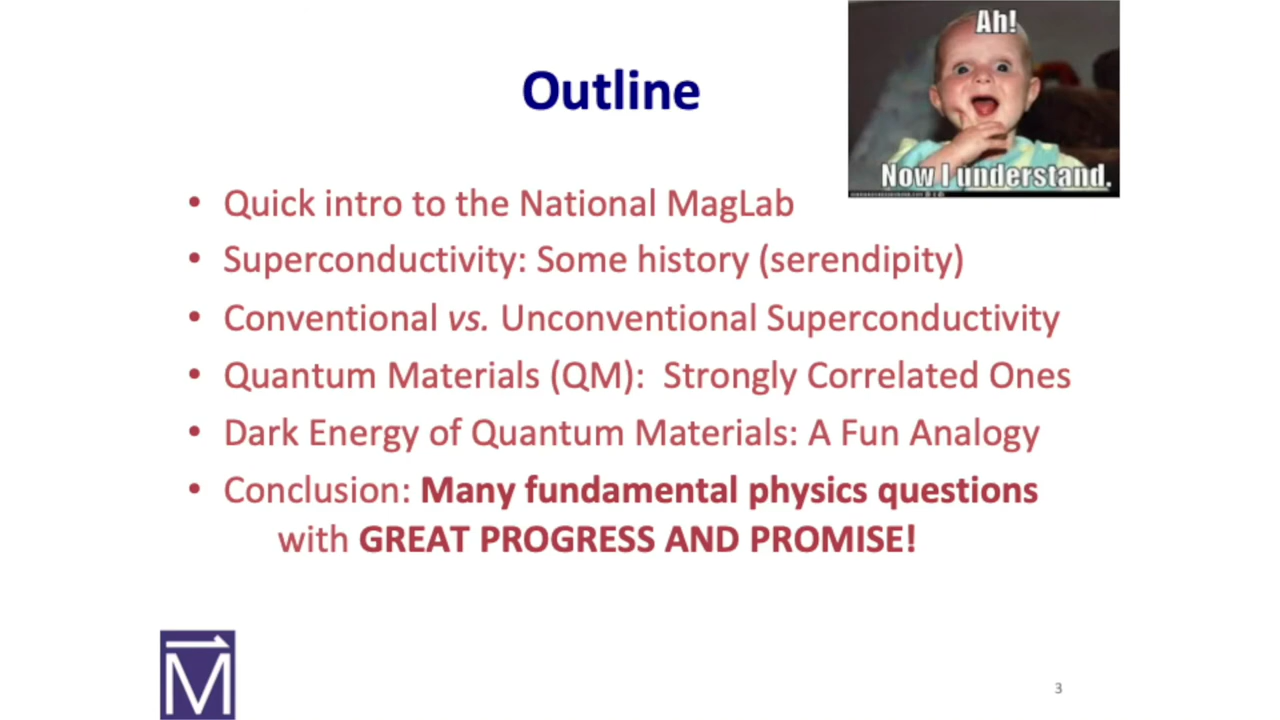 Ah!
Now I understand.
Outline
• Quick intro to the National MagLab
• Superconductivity: Some history (serendipity)
• Conventional vs. Unconventional Superconductivity
• Quantum Materials (QM): Strongly Correlated Ones
• Dark Energy of Quantum Materials: A Fun Analogy
• Conclusion: Many fundamental physics questions
with GREAT PROGRESS AND PROMISE!
M
3